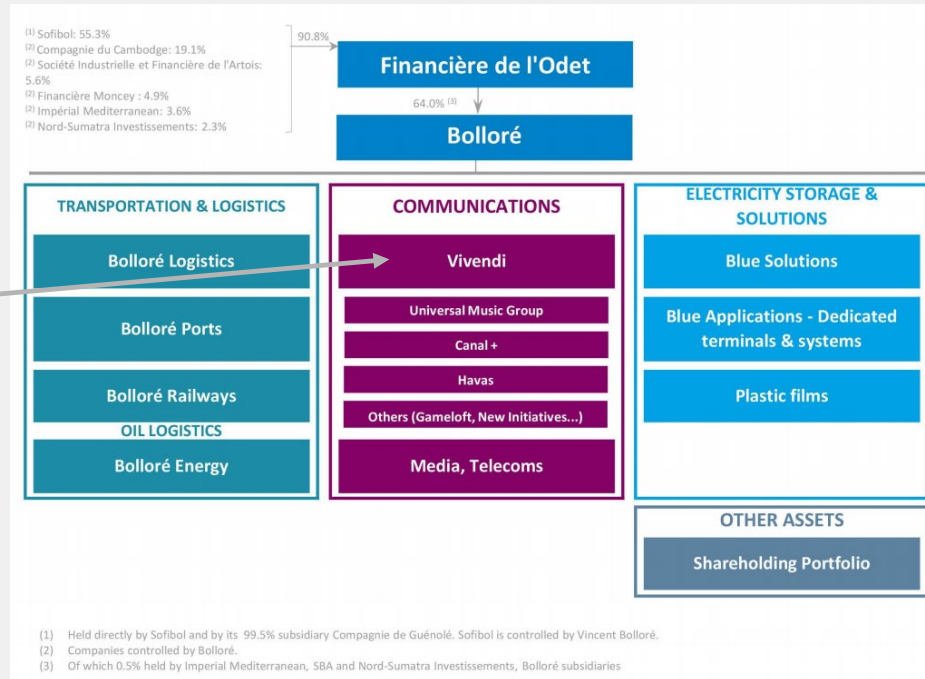 (1) Sofibol: 55.3%
(2) Compagnie du Cambodge: 19.1%
(2) Société Industrielle et Financière de l'Artois:
5.6%
(2) Financière Moncey : 4.9%
(2) Impérial Mediterranean: 3.6%
(2) Nord-Sumatra Investissements: 2.3%
90.8%
Financière de l'Odet
64.0% (3)
Bolloré
TRANSPORTATION & LOGISTICS
Bolloré Logistics
Bolloré Ports
Bolloré Railways
OIL LOGISTICS
Bolloré Energy
COMMUNICATIONS
Vivendi
Universal Music Group
Canal +
Havas
Others (Gameloft, New Initiatives...)
Media, Telecoms
ELECTRICITY STORAGE &
SOLUTIONS
Blue Solutions
Blue Applications - Dedicated
terminals & systems
Plastic films
OTHER ASSETS
Shareholding Portfolio
(1) Held directly by Sofibol and by its 99.5% subsidiary Compagnie de Guénolé. Sofibol is controlled by Vincent Bolloré.
(2) Companies controlled by Bolloré.
(3) Of which 0.5% held by Imperial Mediterranean, SBA and Nord-Sumatra Investissements, Bolloré subsidiaries